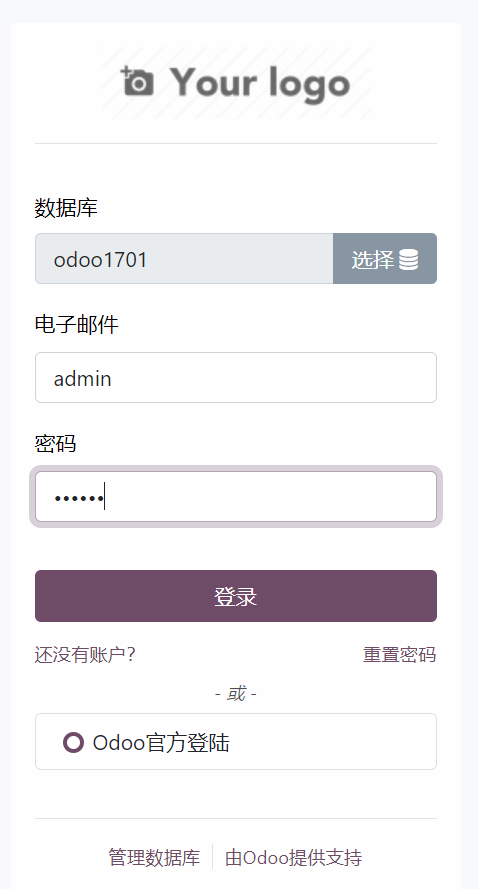 Your logo
数据库
odoo1701 选择
电子邮件
admin
密码
••••••
登录
还没有账户？ 重置密码
- 或 -
Odoo官方登陆
管理数据库 由Odoo提供支持